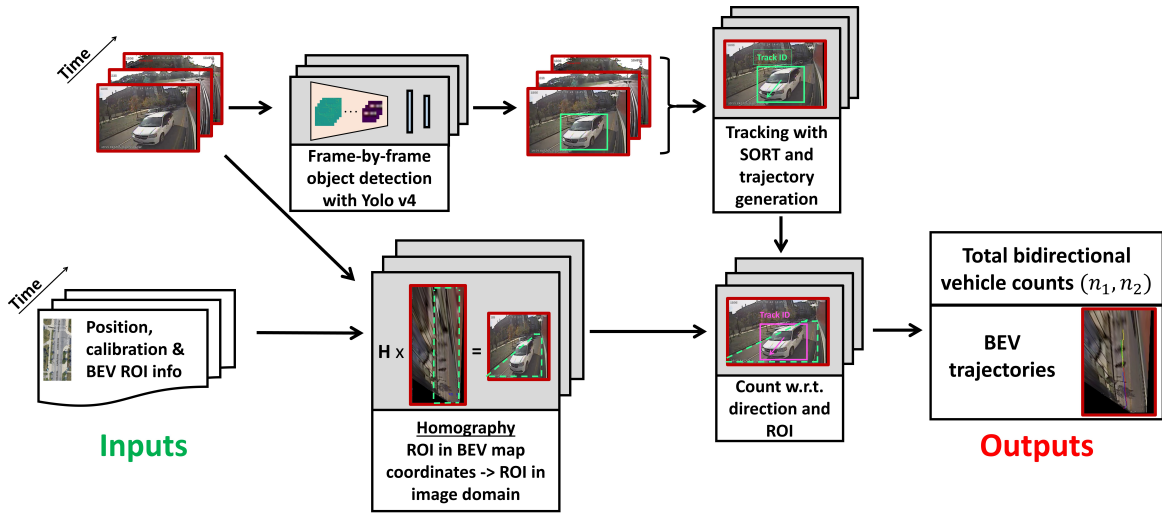 Time
Frame-by-frame
object detection
with Yolo v4
Track ID
Tracking with
SORT and
trajectory
generation
Time
Position,
calibration &
BEV ROI info
Inputs
H x
=
Homography
ROI in BEV map
coordinates -> ROI in
image domain
Track ID
Count w.r.t.
direction and
ROI
Total bidirectional
vehicle counts (n₁, n₂)
BEV
trajectories
Outputs